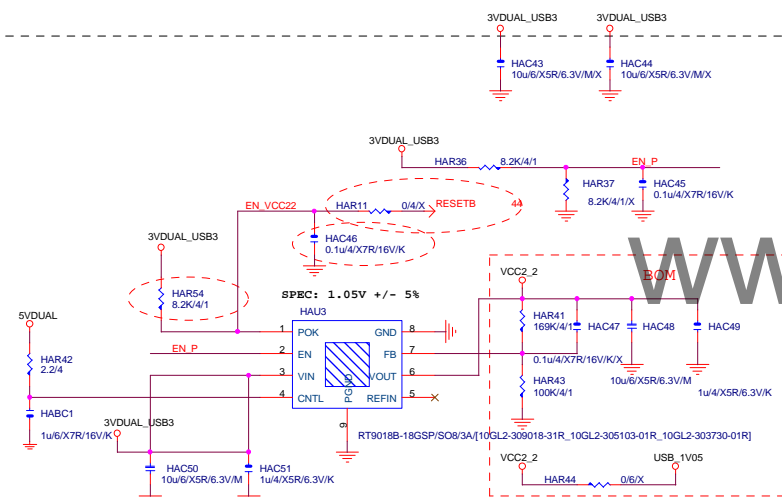 3VDUAL_USB3
3VDUAL_USB3
HAC43
10u/6/X5R/6.3V/M/X
HAC44
10u/6/X5R/6.3V/M/X
3VDUAL_USB3
HAR36
8.2K/4/1
EN_P
HAR37
8.2K/4/1/X
HAC45
0.1u/4/X7R/16V/K
EN_VCC22
HAR11
0/4/X
RESETB
44
HAC46
0.1u/4/X7R/16V/K
3VDUAL_USB3
HAR54
8.2K/4/1
SPEC: 1.05V +/- 5%
HAU3
WW
BOM
VCC2_2
5VDUAL
HAR42
2.2/4
EN_P
1 POK
2 EN
3 VIN
4 CNTL
GND 8
FB 7
VOUT 6
REFIN 5
PGND
9
HAR41
169K/4/1
HAC47
0.1u/4/X7R/16V/K/X
HAC48
10u/6/X5R/6.3V/M
HAC49
1u/4/X5R/6.3V/K
HAR43
100K/4/1
HABC1
1u/6/X7R/16V/K
3VDUAL_USB3
RT9018B-18GSP/SO8/3A/[10GL2-309018-31R_10GL2-305103-01R_10GL2-303730-01R]
HAC50
10u/6/X5R/6.3V/M
HAC51
1u/4/X5R/6.3V/K
VCC2_2
HAR44
0/6/X
USB_1V05